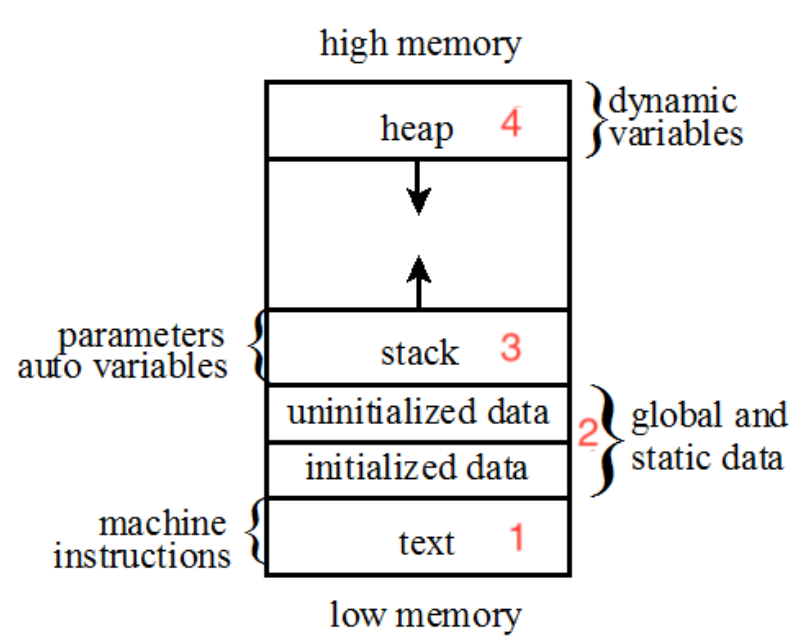 high memory
heap 4
dynamic
variables
parameters
auto variables
stack 3
uninitialized data
initialized data
2
global and
static data
machine
instructions
text 1
low memory